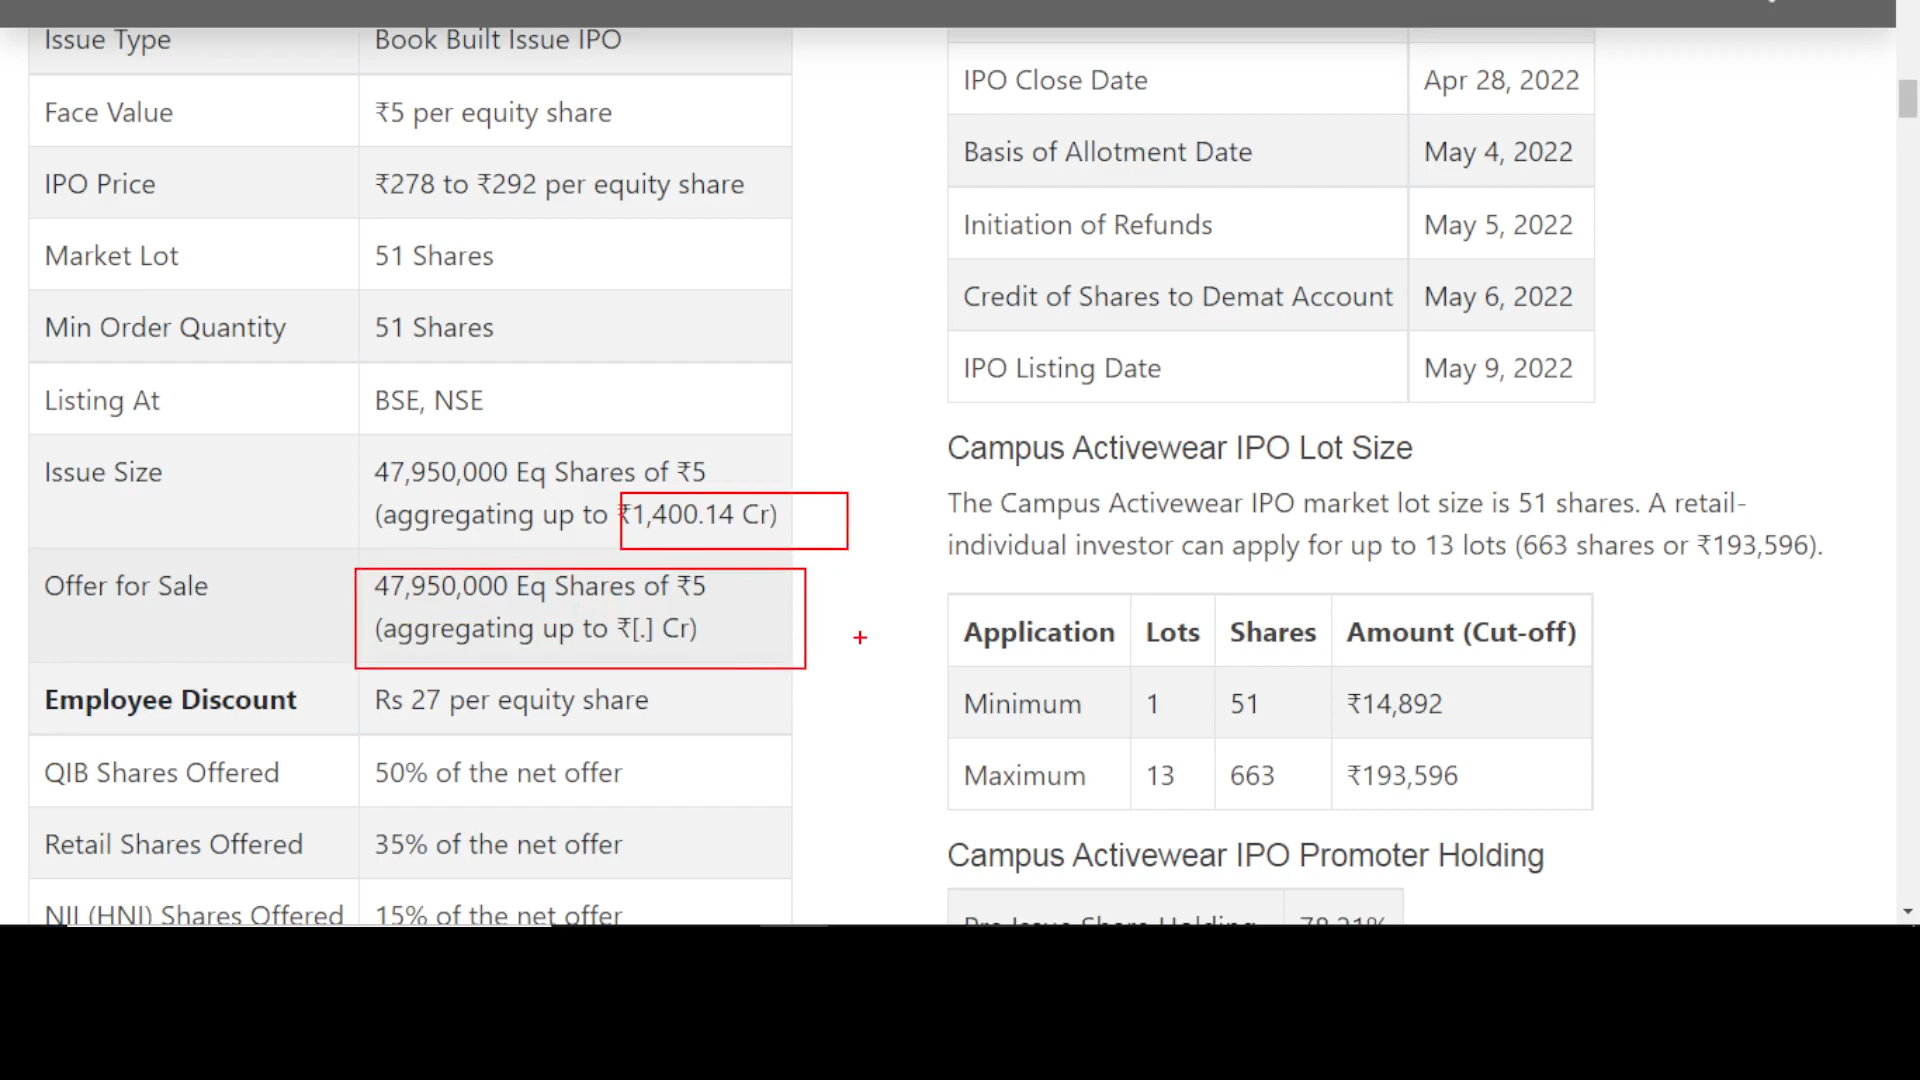 Issue Type Book Built Issue IPO
Face Value ₹5 per equity share
IPO Price ₹278 to ₹292 per equity share
Market Lot 51 Shares
Min Order Quantity 51 Shares
Listing At BSE, NSE
Issue Size 47,950,000 Eq Shares of ₹5
(aggregating up to ₹1,400.14 Cr)
Offer for Sale 47,950,000 Eq Shares of ₹5
(aggregating up to ₹[.] Cr)
Employee Discount Rs 27 per equity share
QIB Shares Offered 50% of the net offer
Retail Shares Offered 35% of the net offer
NII (HNI) Shares Offered 15% of the net offer
IPO Close Date Apr 28, 2022
Basis of Allotment Date May 4, 2022
Initiation of Refunds May 5, 2022
Credit of Shares to Demat Account May 6, 2022
IPO Listing Date May 9, 2022
Campus Activewear IPO Lot Size
The Campus Activewear IPO market lot size is 51 shares. A retail-
individual investor can apply for up to 13 lots (663 shares or ₹193,596).
Application Lots Shares Amount (Cut-off)
Minimum 1 51 ₹14,892
Maximum 13 663 ₹193,596
Campus Activewear IPO Promoter Holding
Pre Issue Share Holding 78.21%